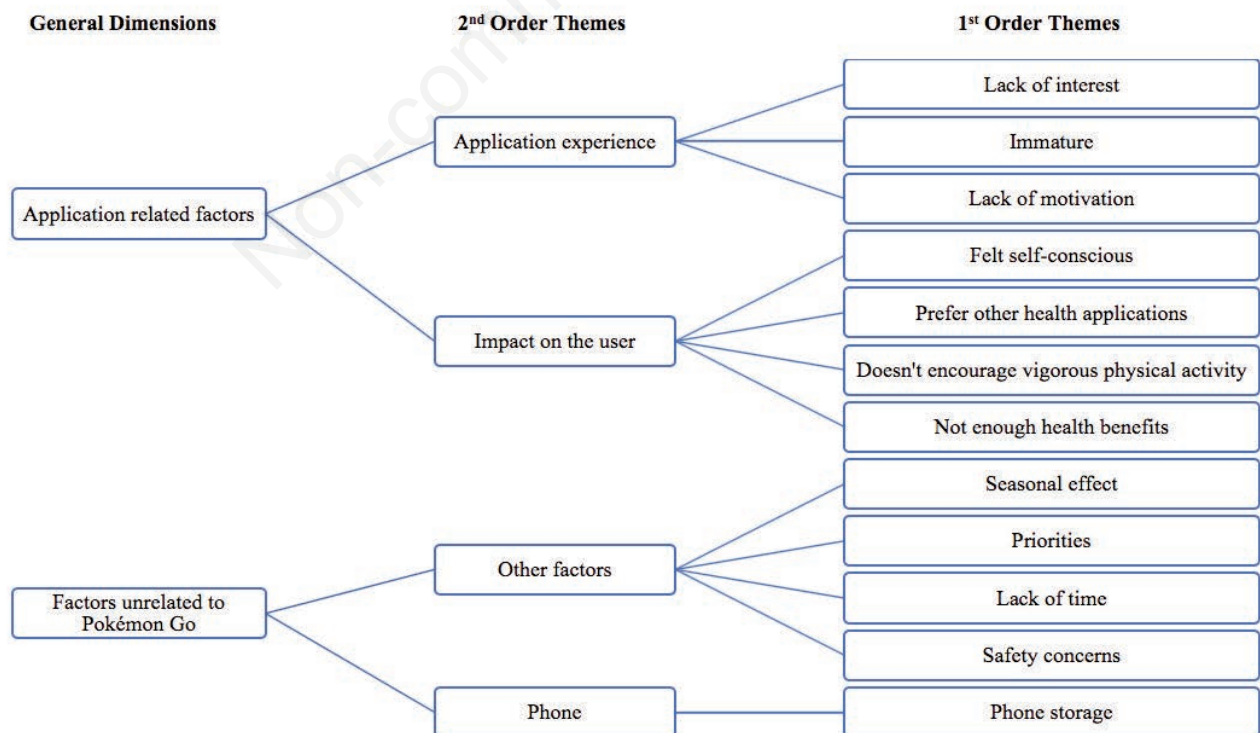 General Dimensions
2nd Order Themes
1st Order Themes
Lack of interest
Application experience
Immature
Lack of motivation
Application related factors
Felt self-conscious
Prefer other health applications
Impact on the user
Doesn't encourage vigorous physical activity
Not enough health benefits
Seasonal effect
Priorities
Other factors
Lack of time
Factors unrelated to
Pokémon Go
Safety concerns
Phone
Phone storage
Non-comm